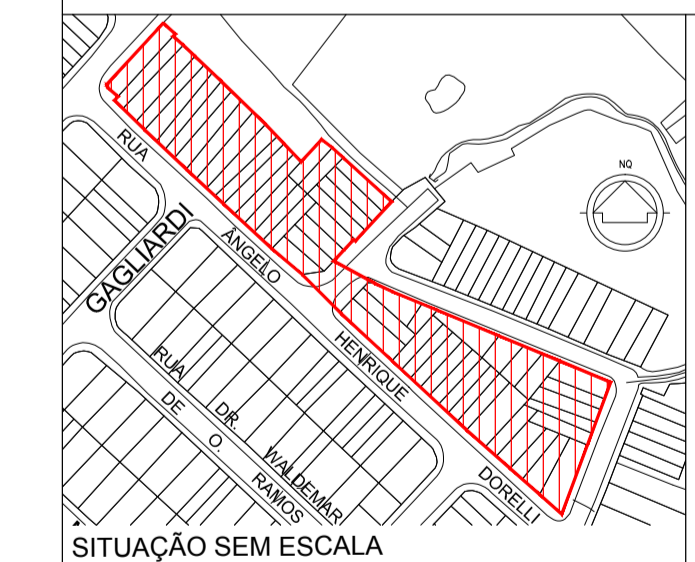 NQ
RUA
ÂNGELO
HENRIQUE
DORELLI
GAGLIARDI
RUA DR. WALDEMAR
DE O. RAMOS
SITUAÇÃO SEM ESCALA